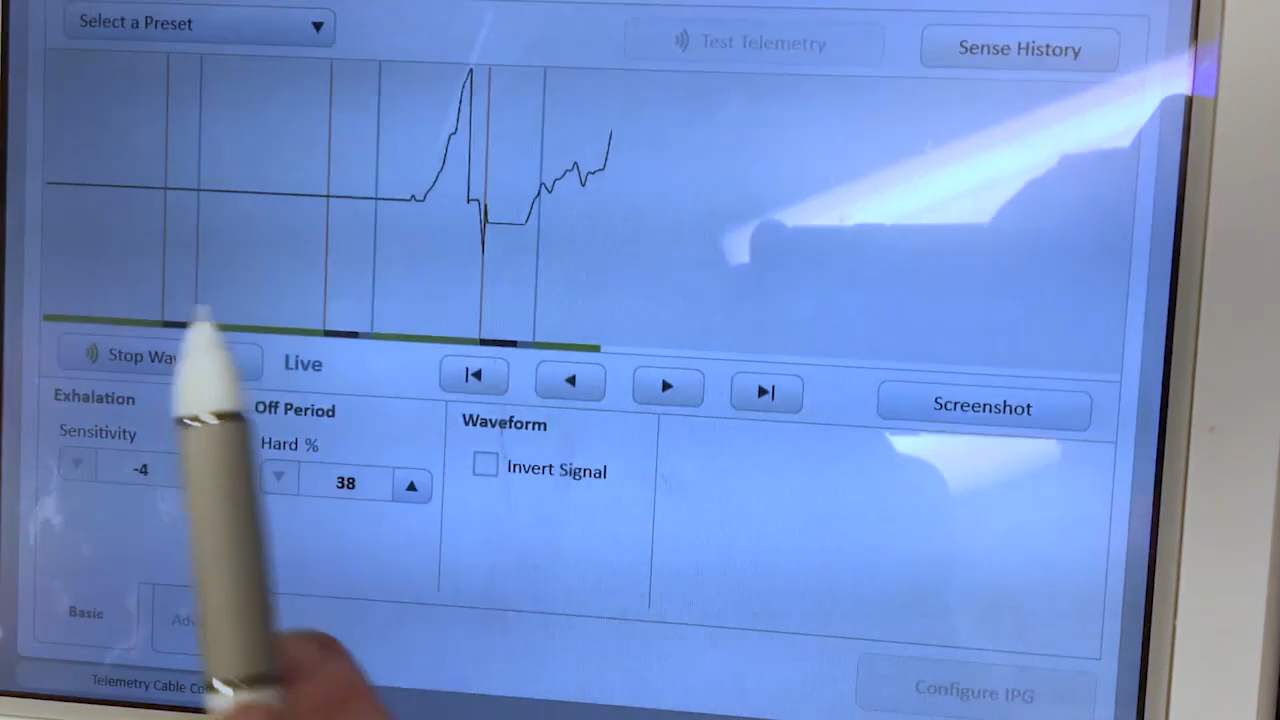 Select a Preset
Test Telemetry
Sense History
Stop
Live
Screenshot
Exhalation
Off Period
Waveform
Sensitivity
Hard %
Invert Signal
-4
38
Basic
Telemetry Cable
Configure IPG